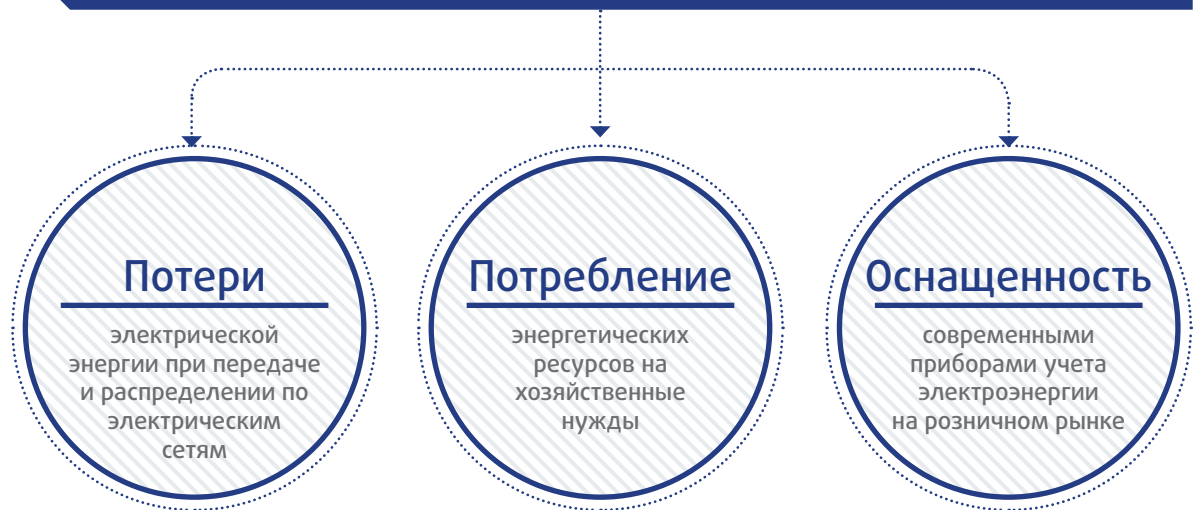 Потери
электрической
энергии при передаче
и распределении по
электрическим
сетям
Потребление
энергетических
ресурсов на
хозяйственные
нужды
Оснащенность
современными
приборами учета
электроэнергии
на розничном рынке